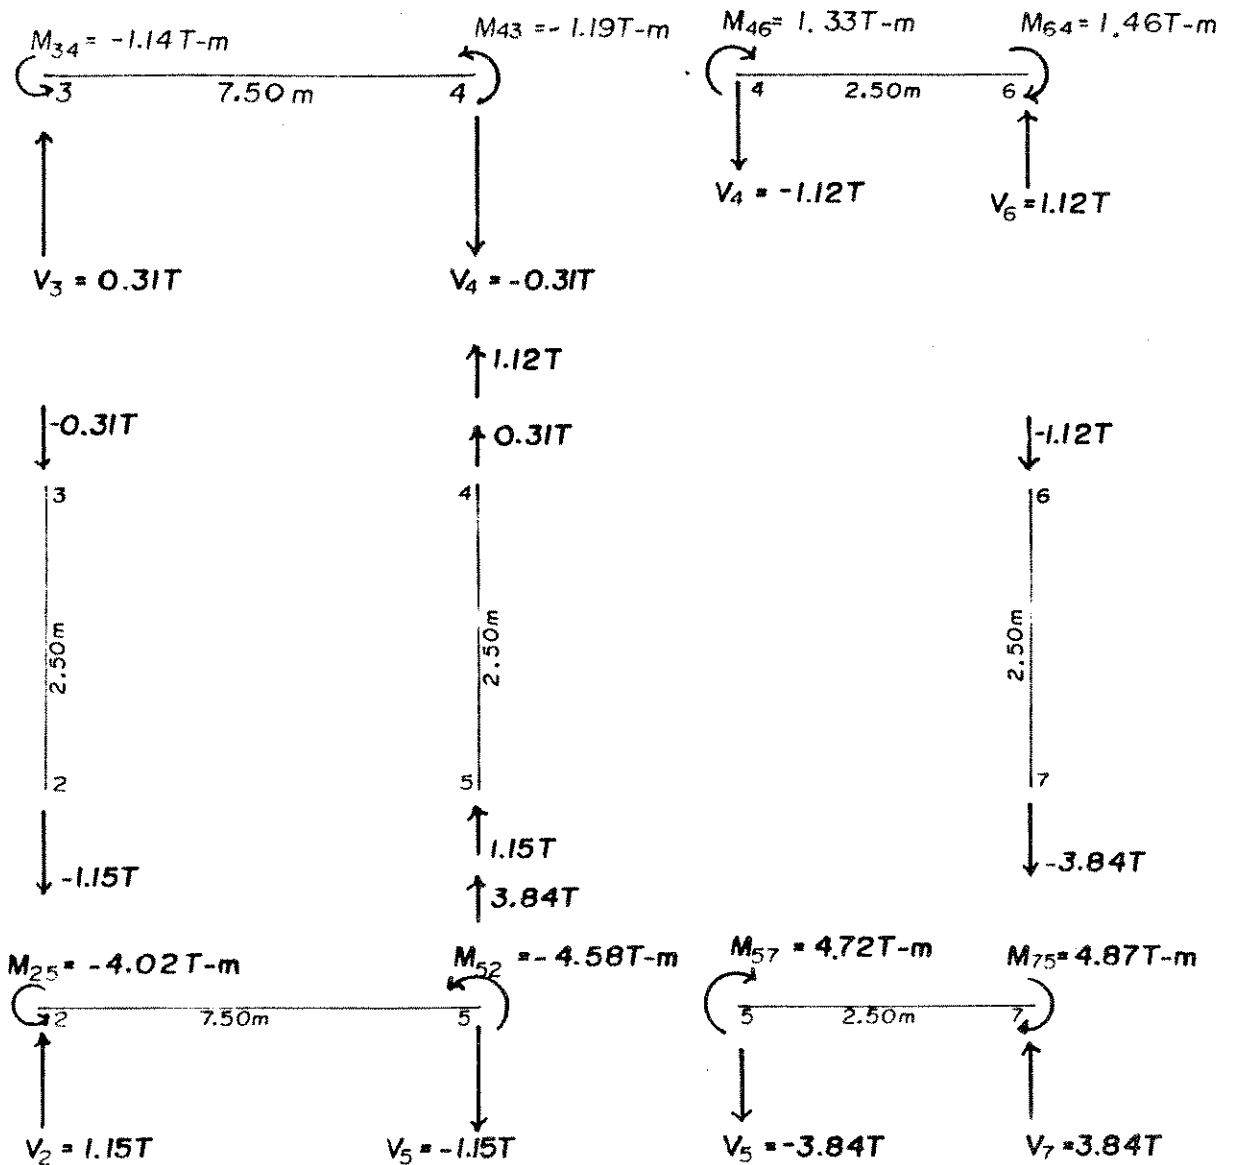 M34 = -1.14 T-m
M43 = - 1.19T-m
M46= 1.33T-m
M64 = 1.46T-m
3
7.50 m
4
4
2.50m
6
V4 = -1.12T
V6 = 1.12T
V3 = 0.31T
V4 = -0.31T
1.12T
-0.31T
0.31T
-1.12T
3
4
6
2.50m
2.50m
2.50m
2
5
7
1.15T
-1.15T
-3.84T
3.84T
M25 = -4.02 T-m
M52 = - 4.58T-m
M57 = 4.72T-m
M75= 4.87T-m
2
7.50m
5
5
2.50m
7
V2 = 1.15T
V5 = -1.15T
V5 = -3.84T
V7 = 3.84T